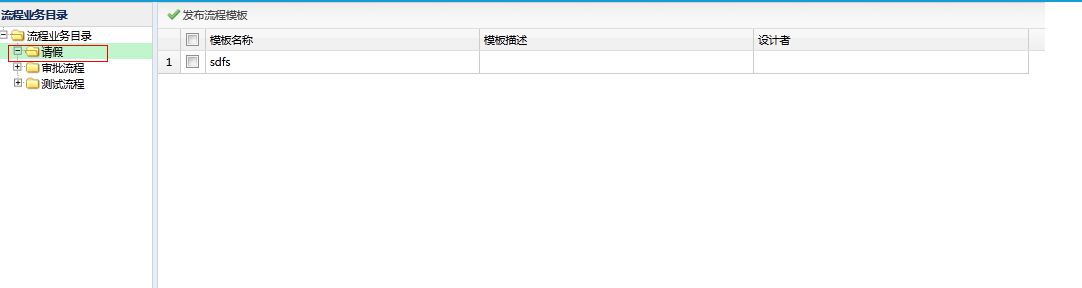 流程业务目录
流程业务目录
请假
审批流程
测试流程
发布流程模板
模板名称 模板描述 设计者
1 sdfs